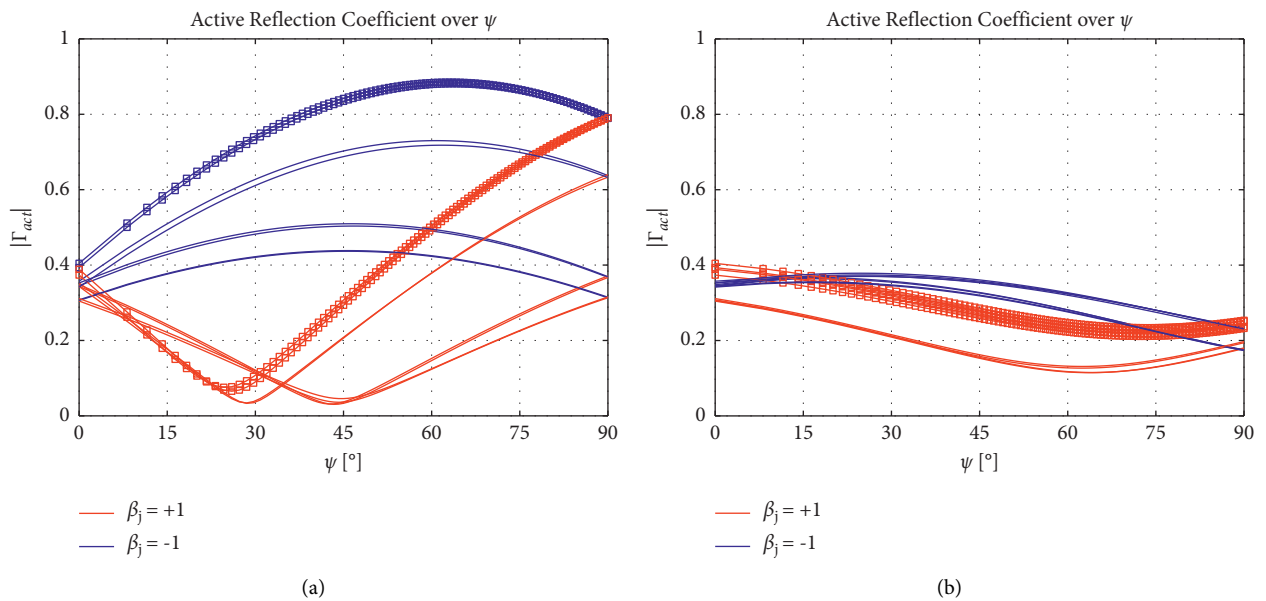 Active Reflection Coefficient over ψ
1
0.8
0.6
0.4
0.2
0
|Γact|
0 15 30 45 60 75 90
ψ [°]
βj = +1
βj = -1
(a)
Active Reflection Coefficient over ψ
1
0.8
0.6
0.4
0.2
0
|Γact|
0 15 30 45 60 75 90
ψ [°]
βj = +1
βj = -1
(b)